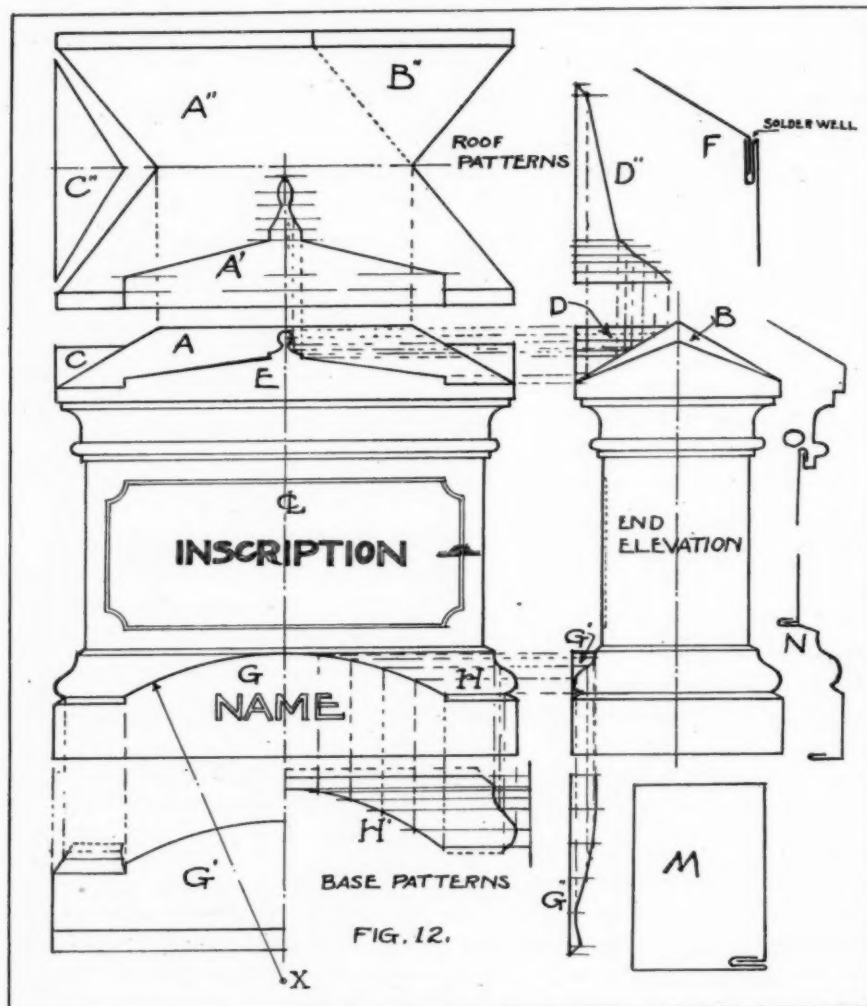 A"
B"
C"
ROOF
PATTERNS
A'
F
SOLDER WELL
D"
D
B
C
A
E
O
CL
INSCRIPTION
END
ELEVATION
G'
N
G
H
NAME
H'
G'
BASE PATTERNS
G"
M
FIG. 12.
X